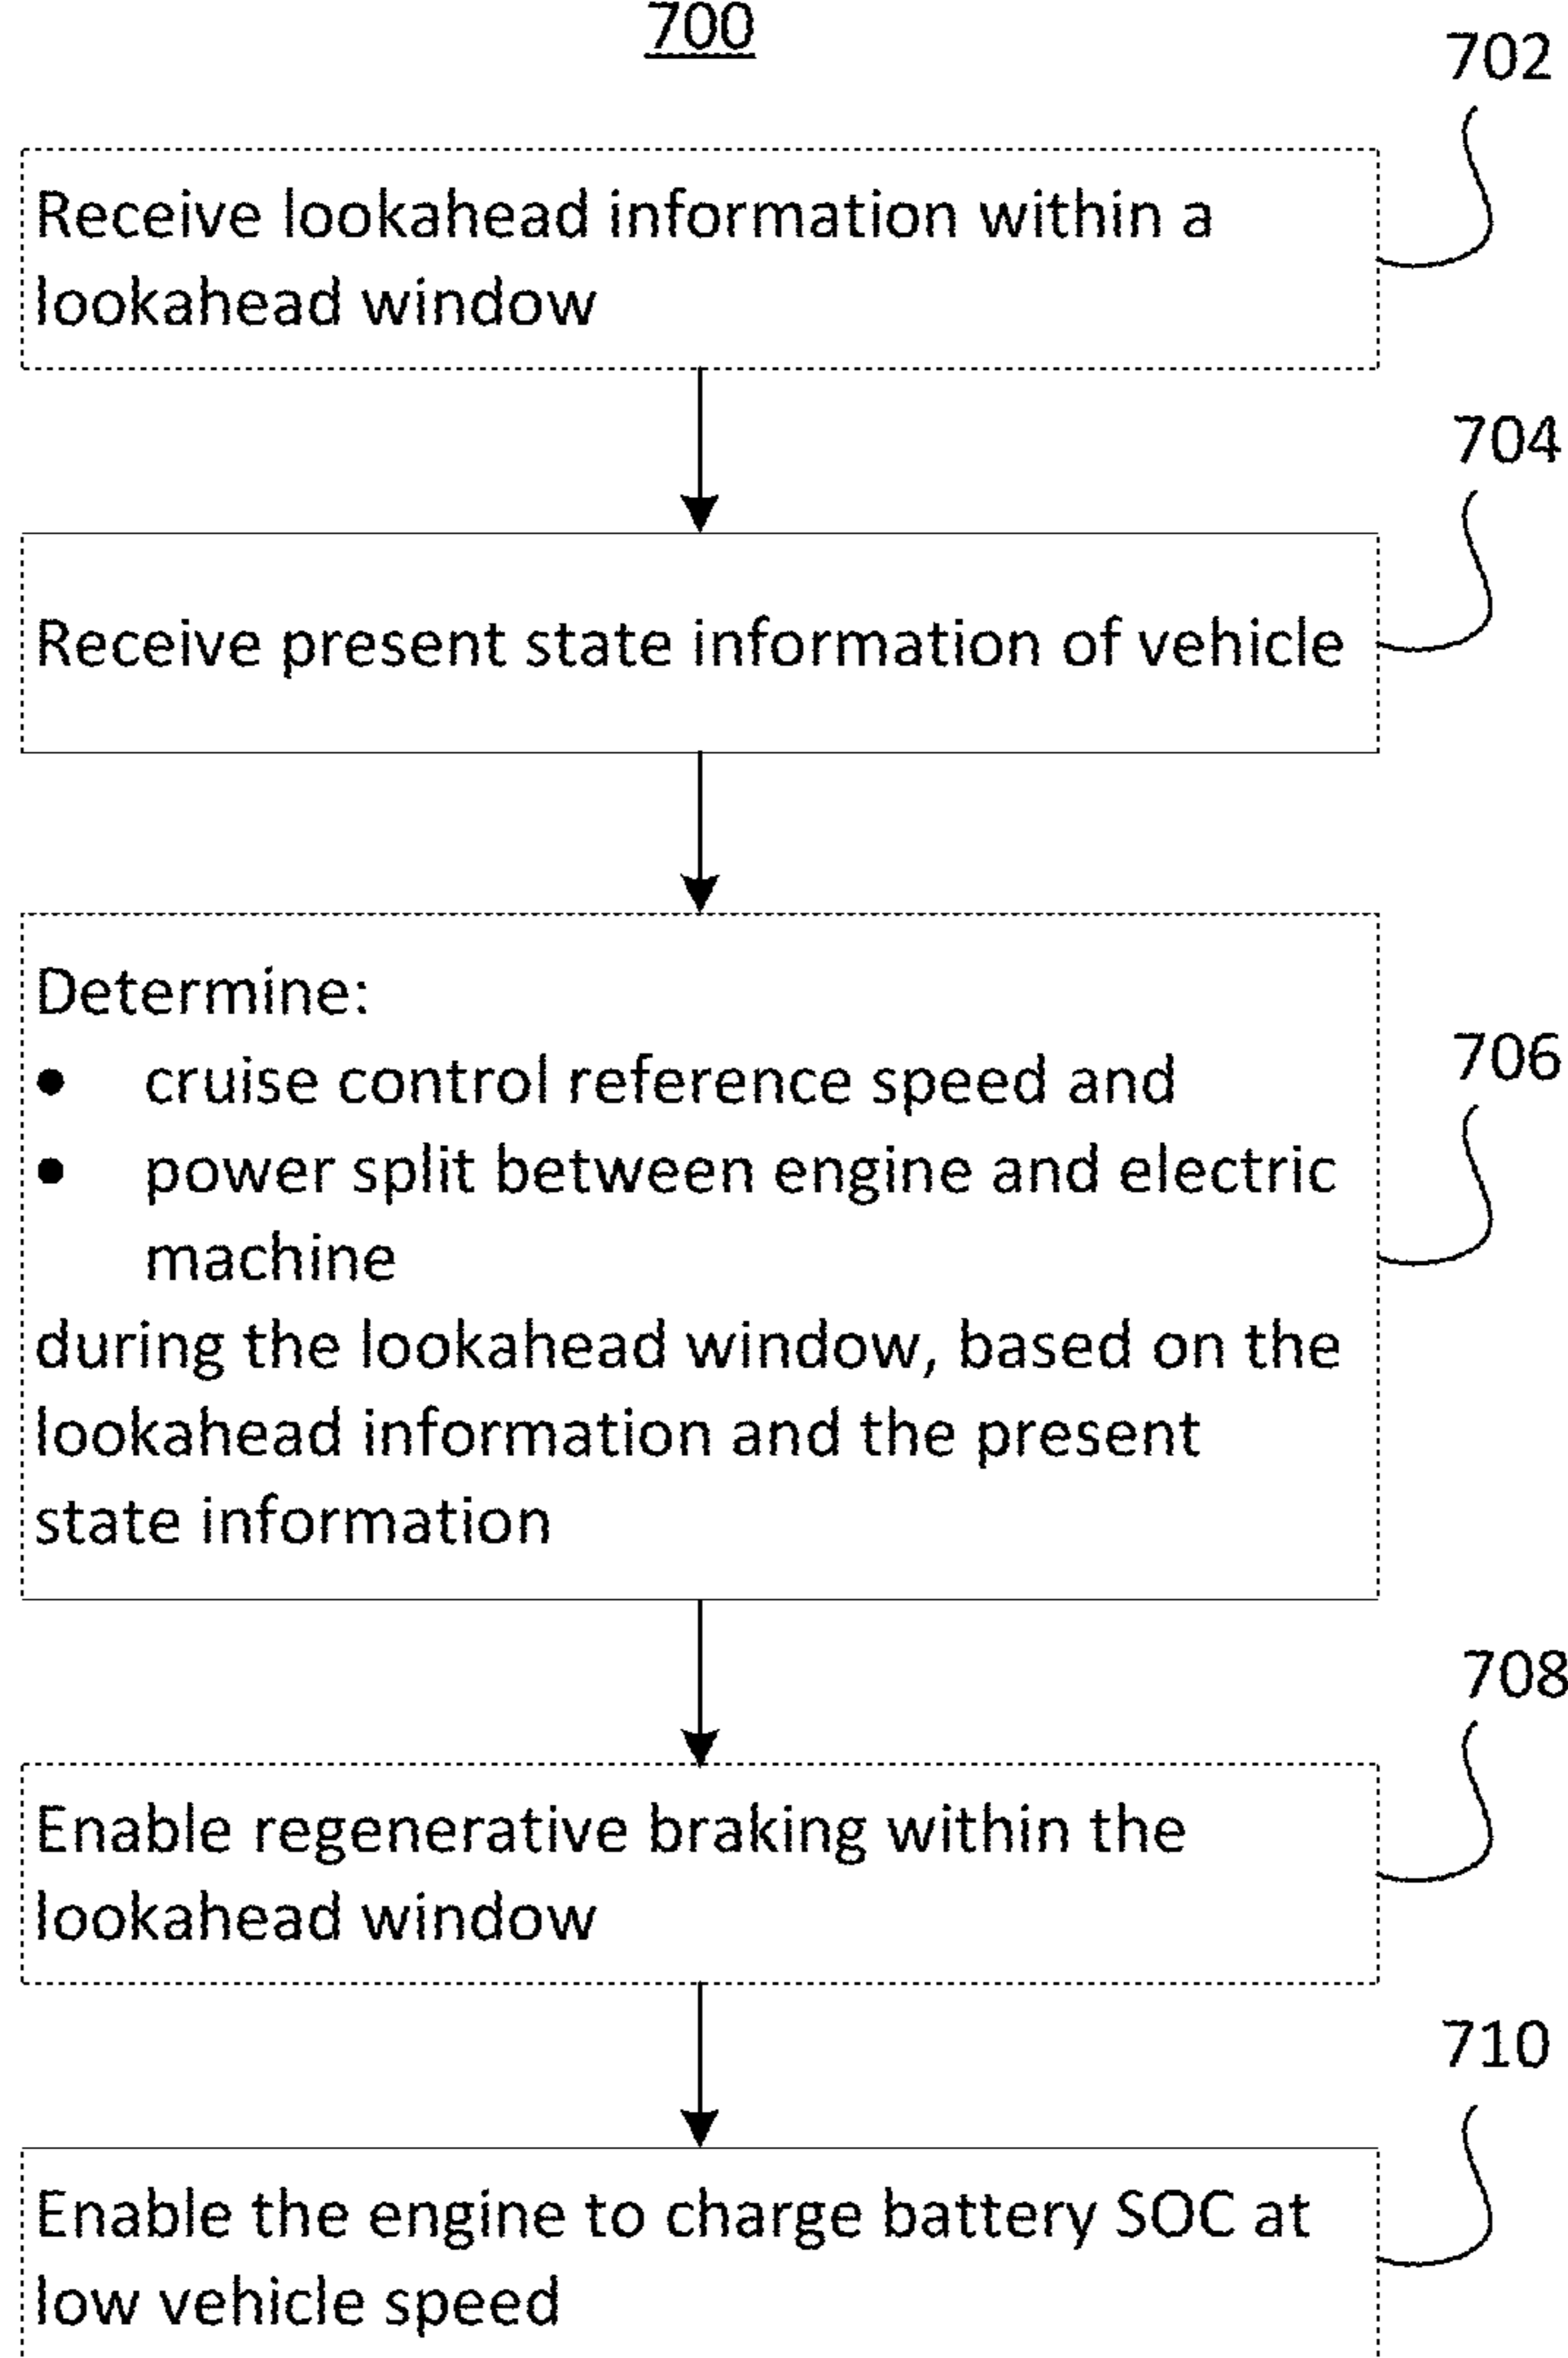 700
702
Receive lookahead information within a
lookahead window
704
Receive present state information of vehicle
706
Determine:
• cruise control reference speed and
• power split between engine and electric
machine
during the lookahead window, based on the
lookahead information and the present
state information
708
Enable regenerative braking within the
lookahead window
710
Enable the engine to charge battery SOC at
low vehicle speed